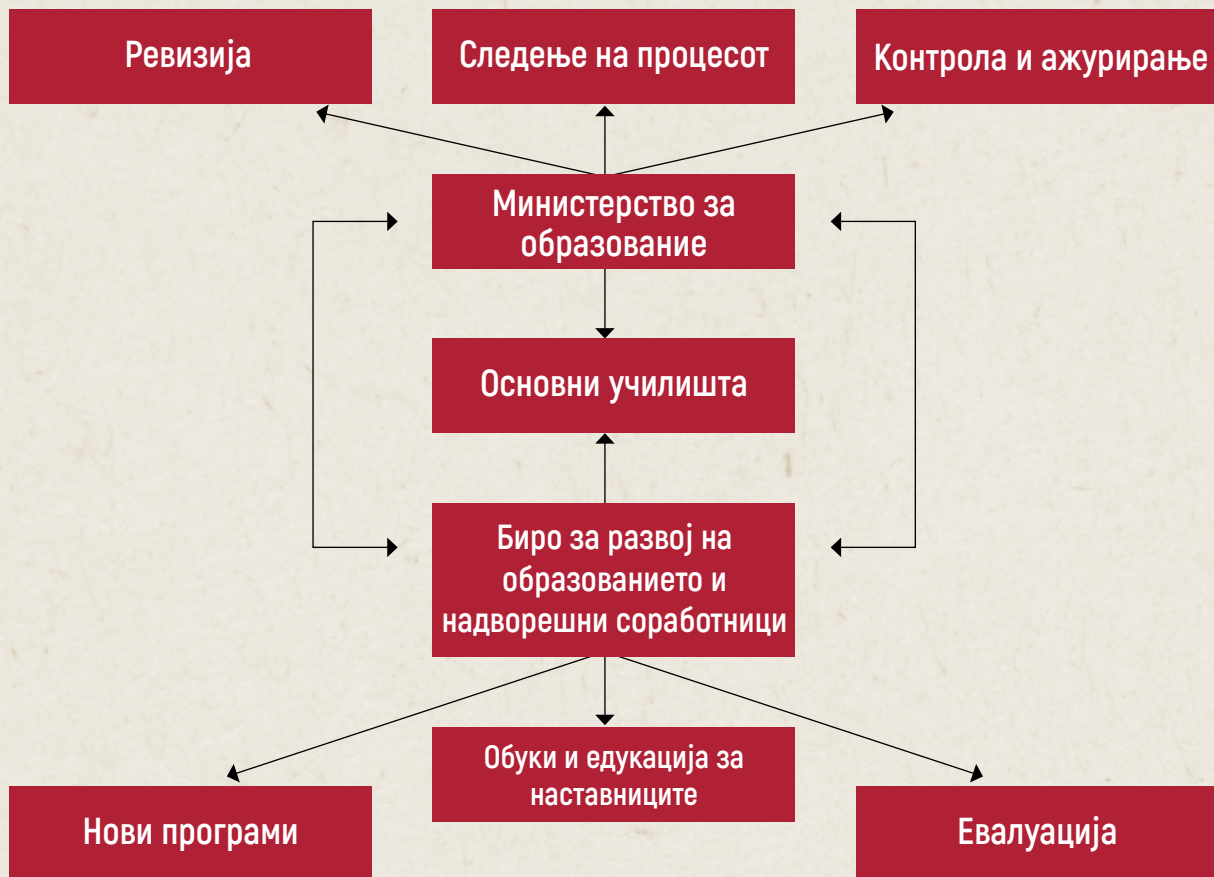 Ревизија
Следење на процесот
Контрола и ажурирање
Министерство за
образование
Основни училишта
Биро за развој на
образованието и
надворешни соработници
Обуки и едукација за
наставниците
Нови програми
Евалуација